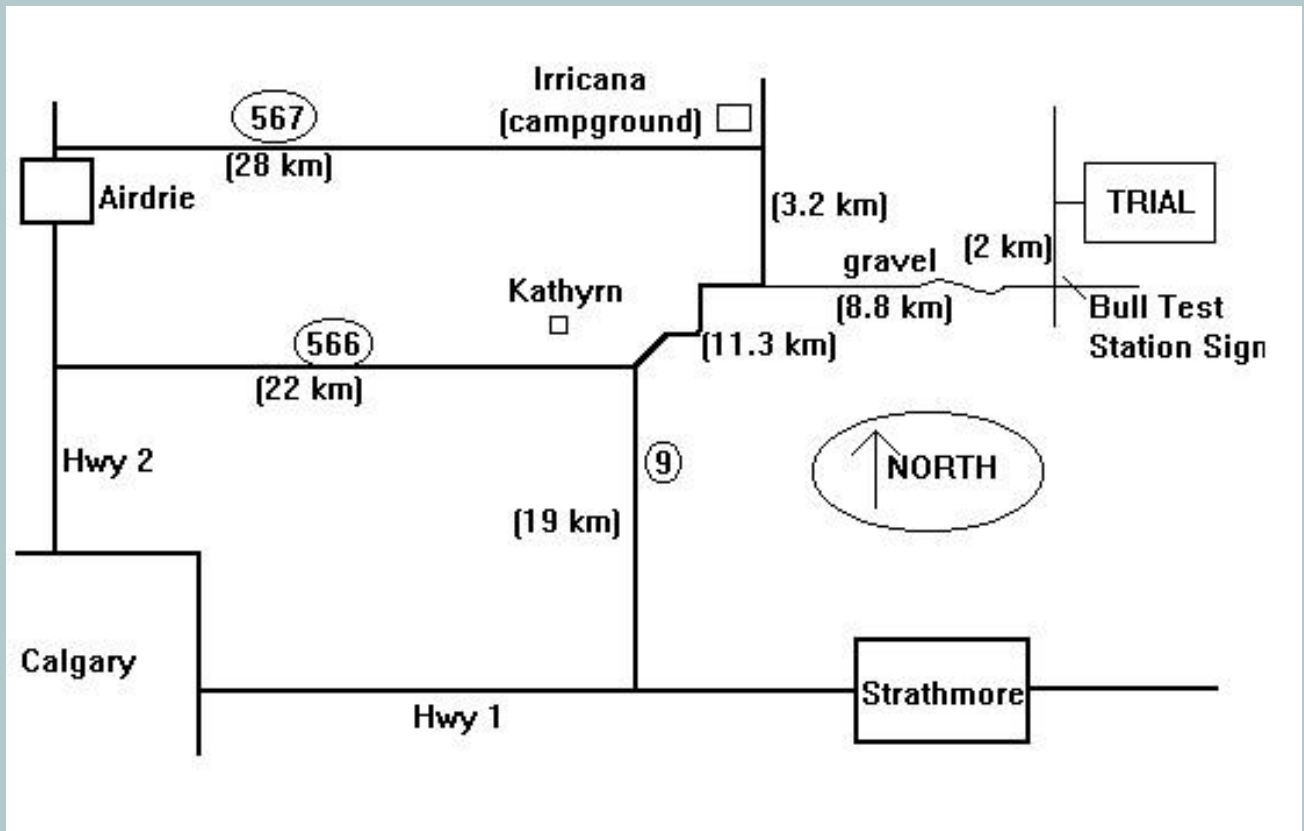 Irricana
(campground)
567
(28 km)
Airdrie
TRIAL
(3.2 km)
(2 km)
gravel
(8.8 km)
Kathyrn
Bull Test
Station Sign
566
(11.3 km)
(22 km)
Hwy 2
9
NORTH
(19 km)
Calgary
Strathmore
Hwy 1